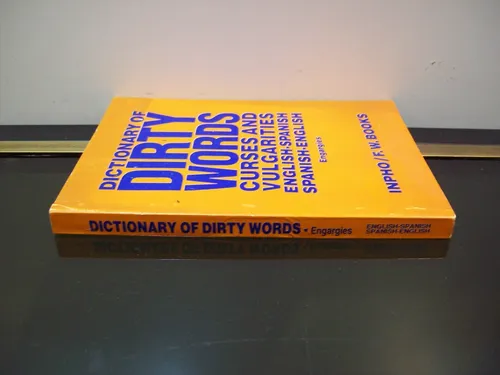 DICTIONARY OF
DIRTY
WORDS
CURSES AND
VULGARITIES
ENGLISH-SPANISH
SPANISH-ENGLISH
Engargies
INPHO/F. W. BOOKS
DICTIONARY OF DIRTY WORDS • Engargies
ENGLISH-SPANISH
SPANISH-ENGLISH